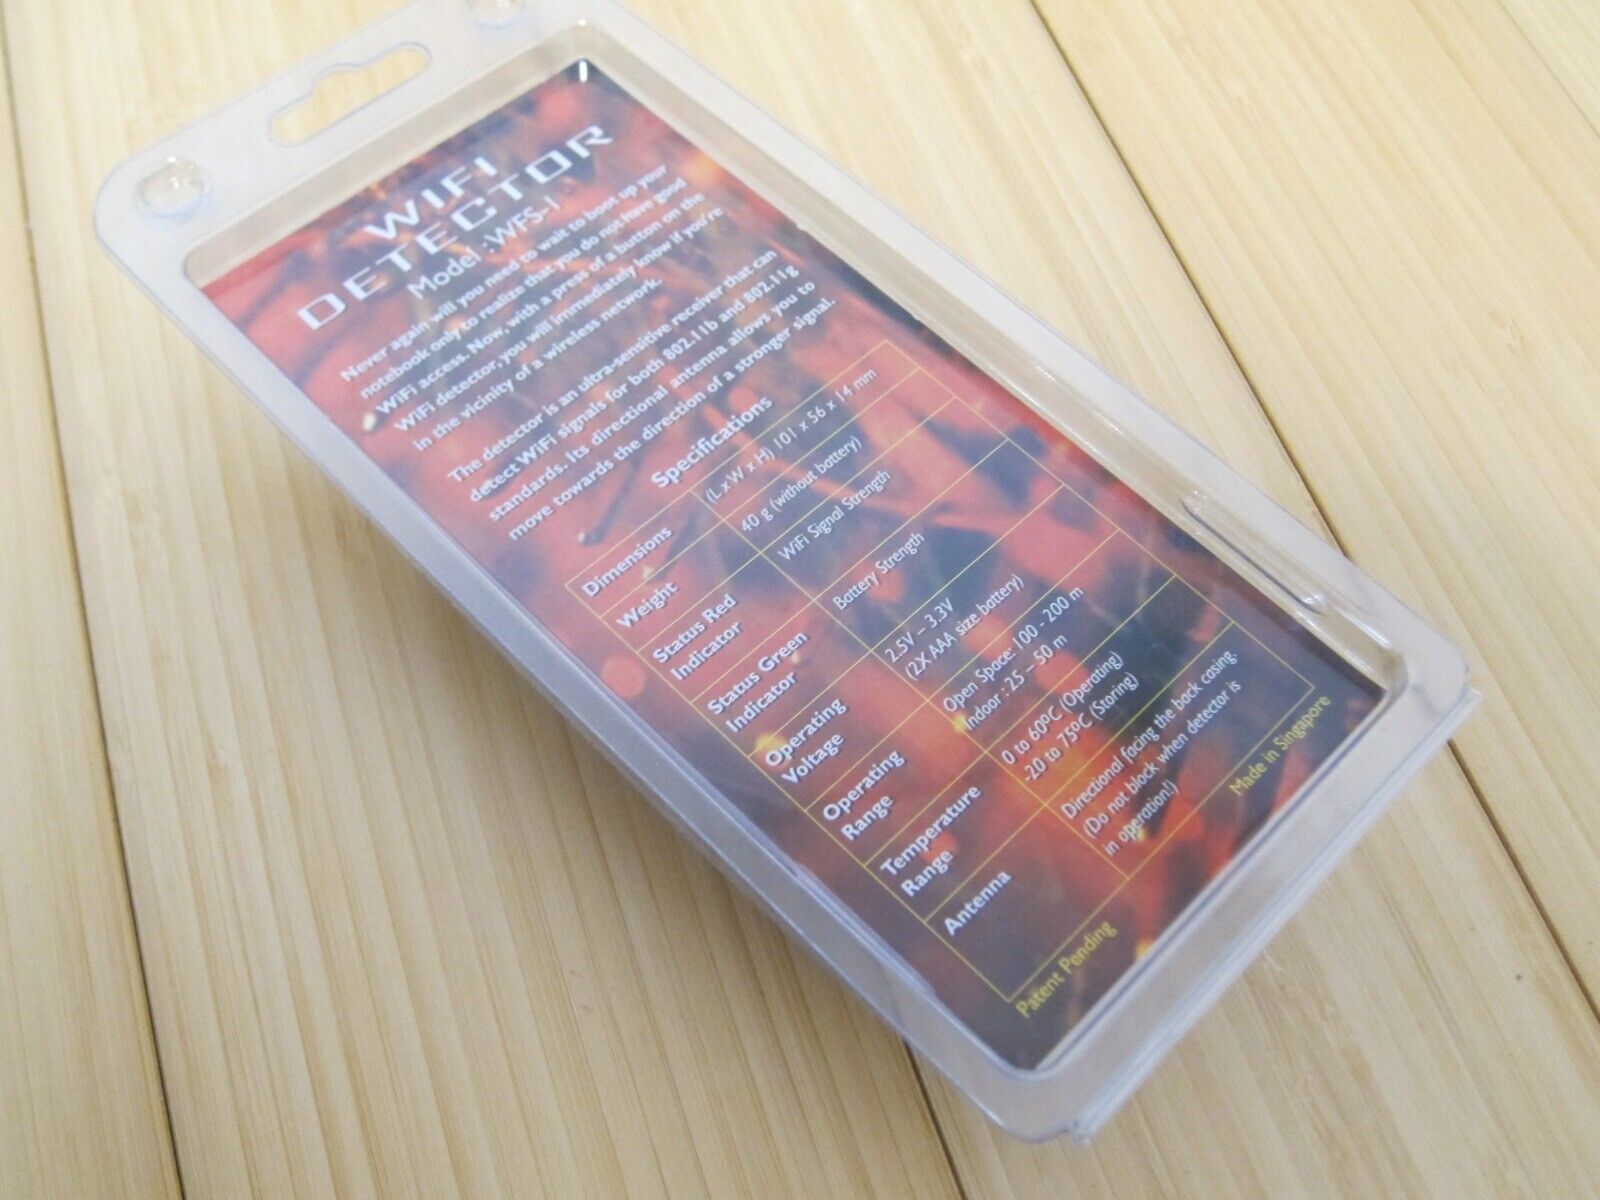 WIFI
DETECTOR
Model : WFS-1
Never again will you need to wait to boot up your
notebook only to realize that you do not have good
WiFi access. Now, with a press of a button on the
WiFi detector, you will immediately know if you're
in the vicinity of a wireless network.
The detector is an ultra-sensitive receiver that can
detect WiFi signals for both 802.11b and 802.11g
standards. Its directional antenna allows you to
move towards the direction of a stronger signal.
Specifications
Dimensions (L x W x H) 101 x 56 x 14 mm
Weight 40 g (without battery)
Status Red WiFi Signal Strength
Indicator
Status Green Battery Strength
Indicator
Operating 2.5V – 3.3V
Voltage (2X AAA size battery)
Operating Open Space: 100 - 200 m
Range Indoor : 25 – 50 m
Temperature 0 to 60ºC (Operating)
Range -20 to 75ºC (Storing)
Antenna Directional facing the back casing.
(Do not block when detector is
in operation!)
Patent Pending Made in Singapore